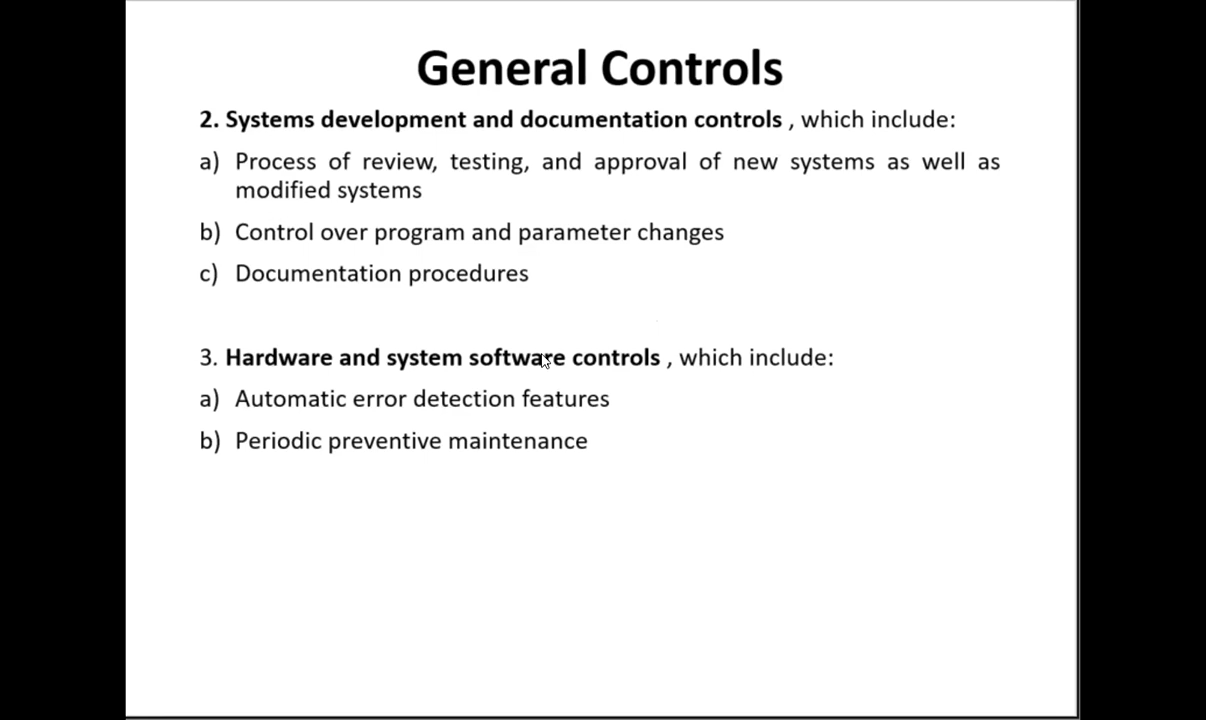 General Controls
2. Systems development and documentation controls , which include:
a) Process of review, testing, and approval of new systems as well as
modified systems
b) Control over program and parameter changes
c) Documentation procedures
3. Hardware and system software controls , which include:
a) Automatic error detection features
b) Periodic preventive maintenance